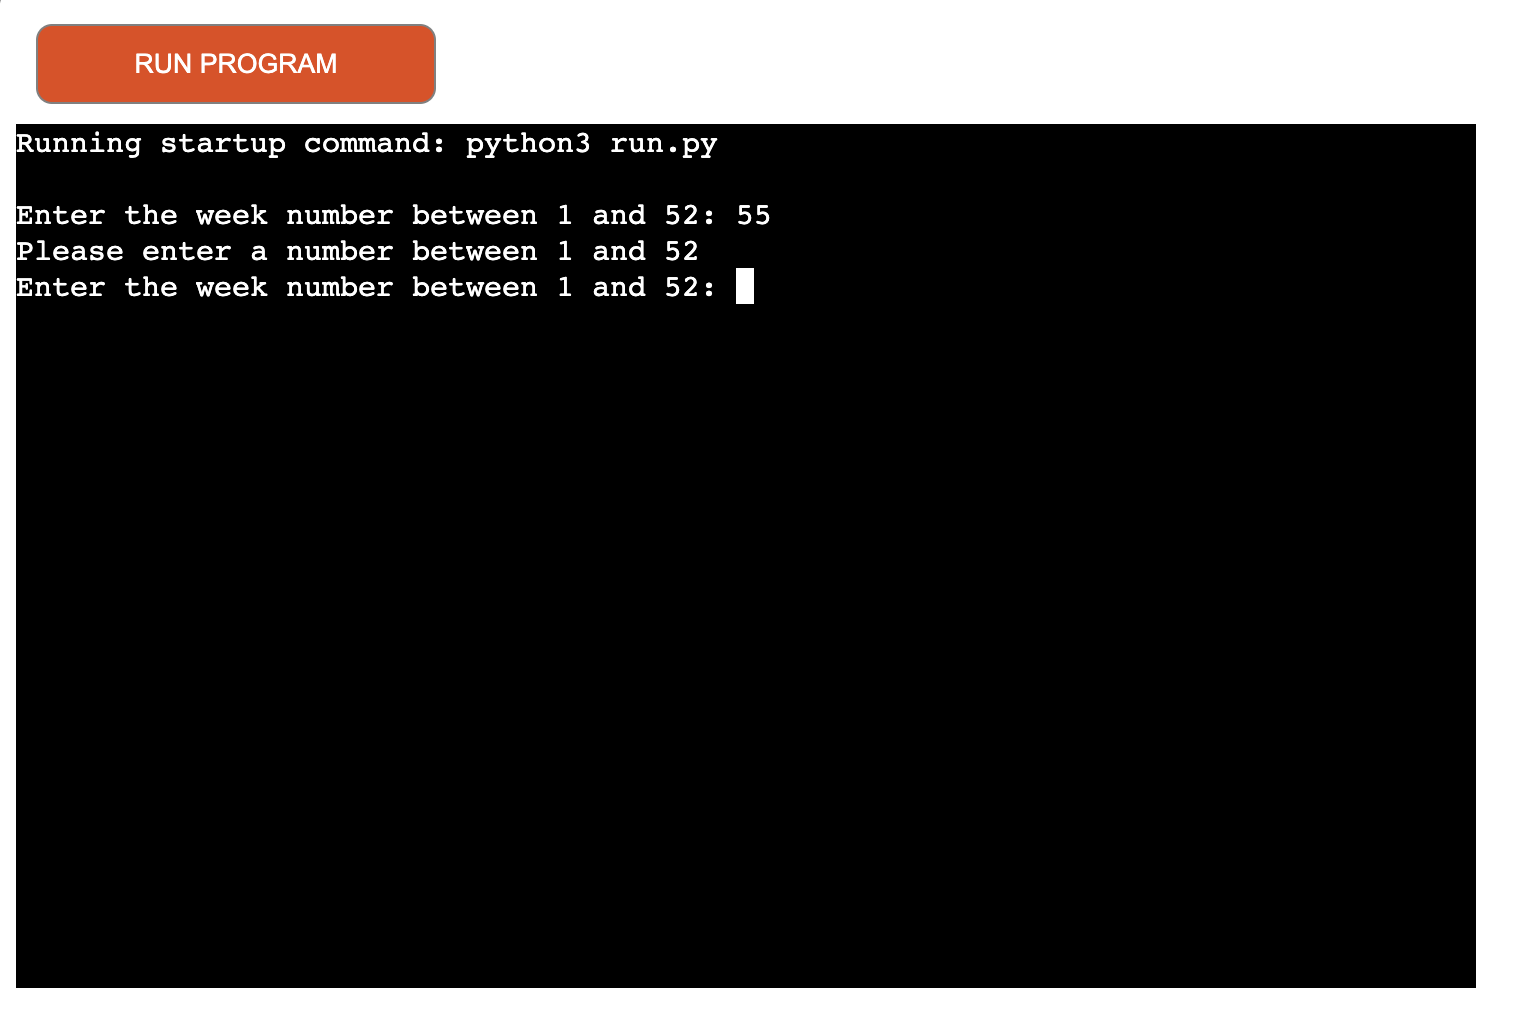 RUN PROGRAM
Running startup command: python3 run.py
Enter the week number between 1 and 52: 55
Please enter a number between 1 and 52
Enter the week number between 1 and 52: